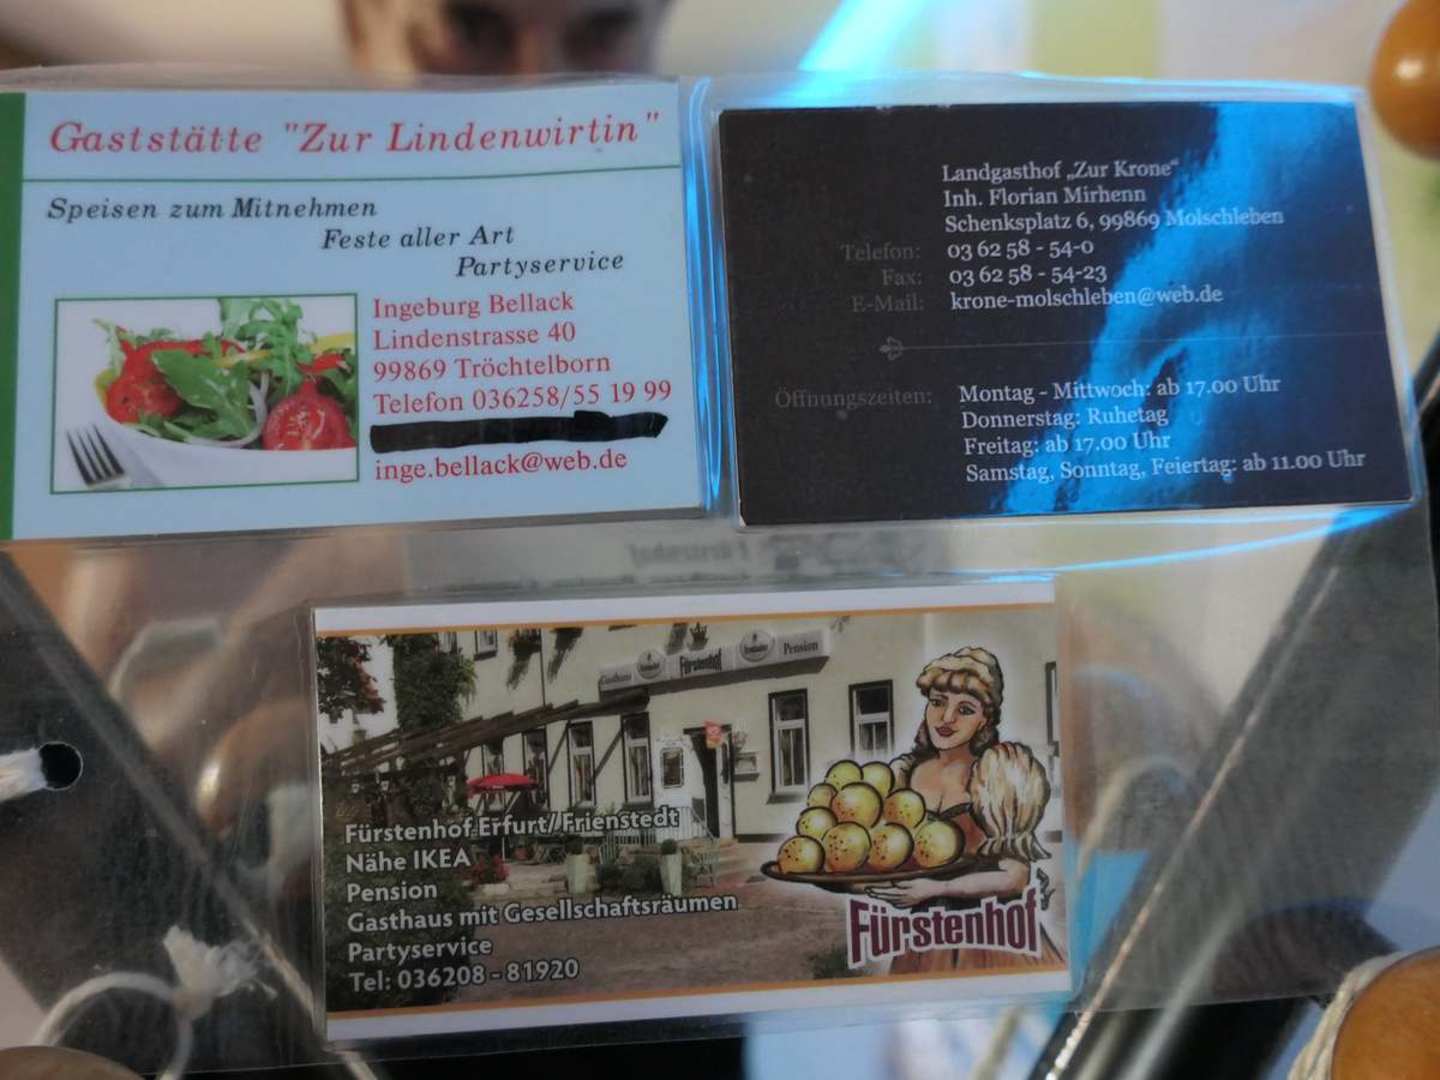 Gaststätte "Zur Lindenwirtin"
Speisen zum Mitnehmen
Feste aller Art
Partyservice
Ingeburg Bellack
Lindenstrasse 40
99869 Tröchtelborn
Telefon 036258/55 19 99
inge.bellack@web.de
Landgasthof „Zur Krone“
Inh. Florian Mirhenn
Schenksplatz 6, 99869 Molschleben
Telefon: 03 62 58 - 54-0
Fax: 03 62 58 - 54-23
E-Mail: krone-molschleben@web.de
Öffnungszeiten: Montag - Mittwoch: ab 17.00 Uhr
Donnerstag: Ruhetag
Freitag: ab 17.00 Uhr
Samstag, Sonntag, Feiertag: ab 11.00 Uhr
Gasthaus Fürstenhof Pension
Fürstenhof Erfurt/Frienstedt
Nähe IKEA
Pension
Gasthaus mit Gesellschaftsräumen
Partyservice
Tel: 036208 - 81920
Fürstenhof